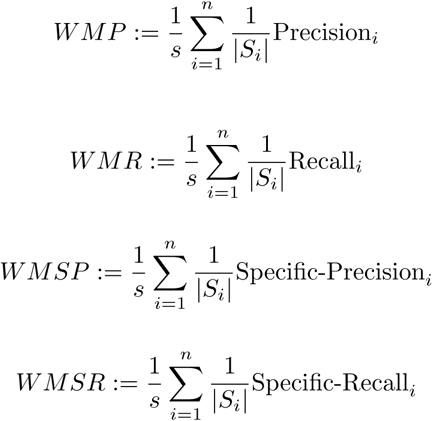 $WMP := \frac{1}{s} \sum_{i=1}^{n} \frac{1}{|S_i|} \text{Precision}_i$
$WMR := \frac{1}{s} \sum_{i=1}^{n} \frac{1}{|S_i|} \text{Recall}_i$
$WMSP := \frac{1}{s} \sum_{i=1}^{n} \frac{1}{|S_i|} \text{Specific-Precision}_i$
$WMSR := \frac{1}{s} \sum_{i=1}^{n} \frac{1}{|S_i|} \text{Specific-Recall}_i$